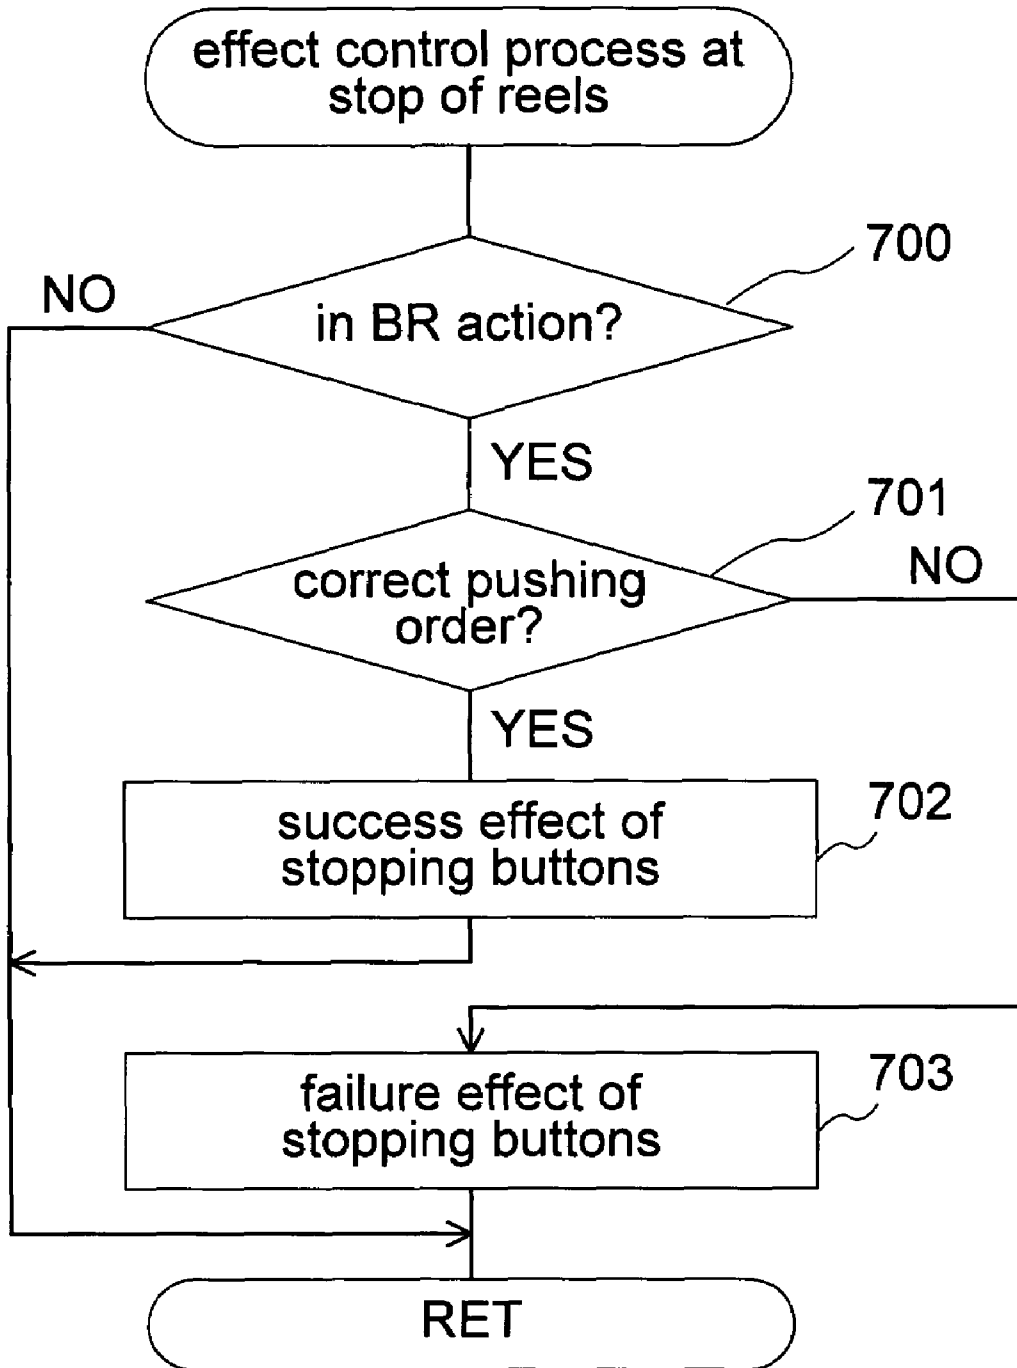 effect control process at
stop of reels
700
NO
in BR action?
YES
701
NO
correct pushing
order?
YES
702
success effect of
stopping buttons
703
failure effect of
stopping buttons
RET